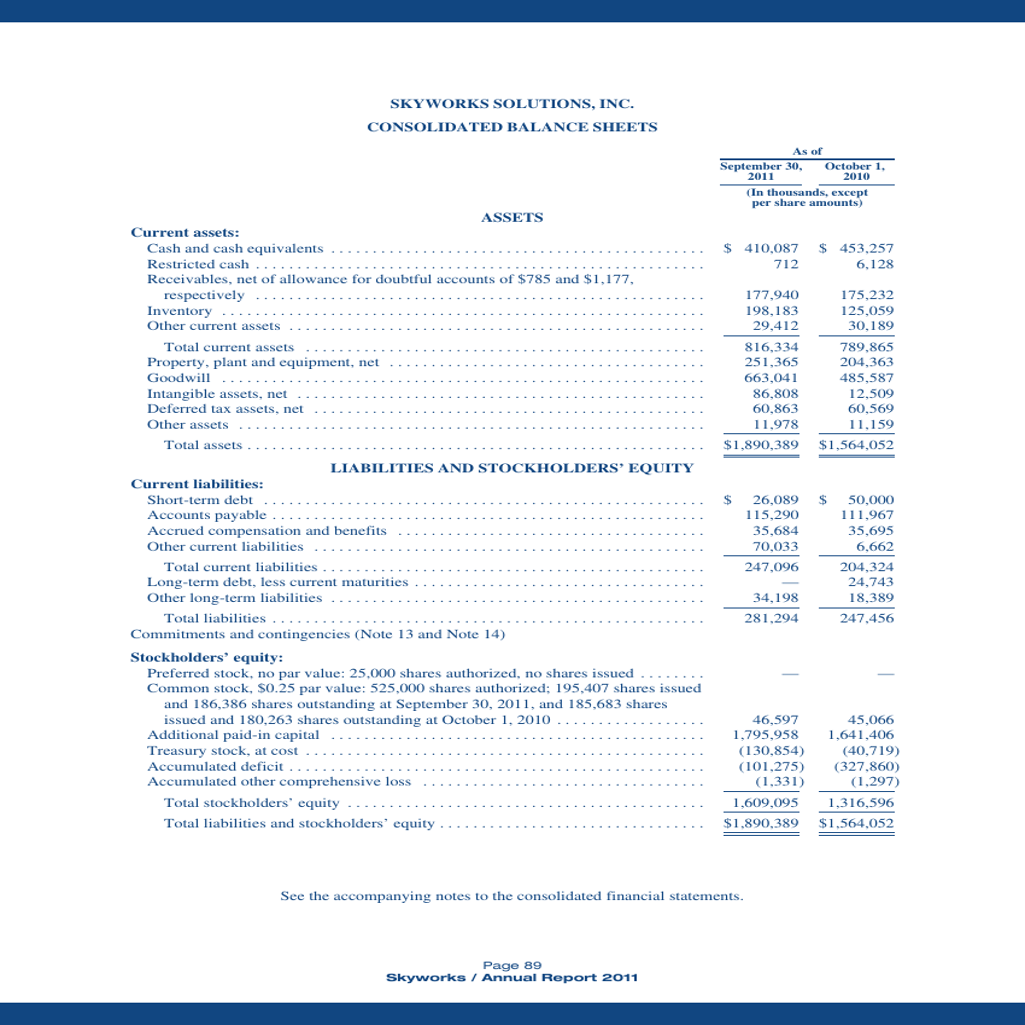 SKYWORKS SOLUTIONS, INC.
CONSOLIDATED BALANCE SHEETS
As of
September 30, 2011 October 1, 2010
(In thousands, except per share amounts)
ASSETS
Current assets:
Cash and cash equivalents $ 410,087 $ 453,257
Restricted cash 712 6,128
Receivables, net of allowance for doubtful accounts of $785 and $1,177,
respectively 177,940 175,232
Inventory 198,183 125,059
Other current assets 29,412 30,189
Total current assets 816,334 789,865
Property, plant and equipment, net 251,365 204,363
Goodwill 663,041 485,587
Intangible assets, net 86,808 12,509
Deferred tax assets, net 60,863 60,569
Other assets 11,978 11,159
Total assets $1,890,389 $1,564,052
LIABILITIES AND STOCKHOLDERS’ EQUITY
Current liabilities:
Short-term debt $ 26,089 $ 50,000
Accounts payable 115,290 111,967
Accrued compensation and benefits 35,684 35,695
Other current liabilities 70,033 6,662
Total current liabilities 247,096 204,324
Long-term debt, less current maturities — 24,743
Other long-term liabilities 34,198 18,389
Total liabilities 281,294 247,456
Commitments and contingencies (Note 13 and Note 14)
Stockholders’ equity:
Preferred stock, no par value: 25,000 shares authorized, no shares issued — —
Common stock, $0.25 par value: 525,000 shares authorized; 195,407 shares issued
and 186,386 shares outstanding at September 30, 2011, and 185,683 shares
issued and 180,263 shares outstanding at October 1, 2010 46,597 45,066
Additional paid-in capital 1,795,958 1,641,406
Treasury stock, at cost (130,854) (40,719)
Accumulated deficit (101,275) (327,860)
Accumulated other comprehensive loss (1,331) (1,297)
Total stockholders’ equity 1,609,095 1,316,596
Total liabilities and stockholders’ equity $1,890,389 $1,564,052
See the accompanying notes to the consolidated financial statements.
Page 89
Skyworks / Annual Report 2011